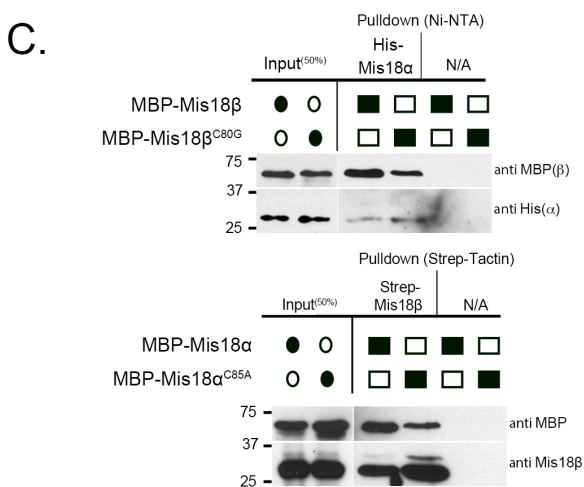 C.
Pulldown (Ni-NTA)
His-
Input(50%) Mis18α N/A
MBP-Mis18β
MBP-Mis18βC80G
75
anti MBP(β)
37
anti His(α)
25
Pulldown (Strep-Tactin)
Strep-
Input(50%) Mis18β N/A
MBP-Mis18α
MBP-Mis18αC85A
75
anti MBP
37
anti Mis18β
25